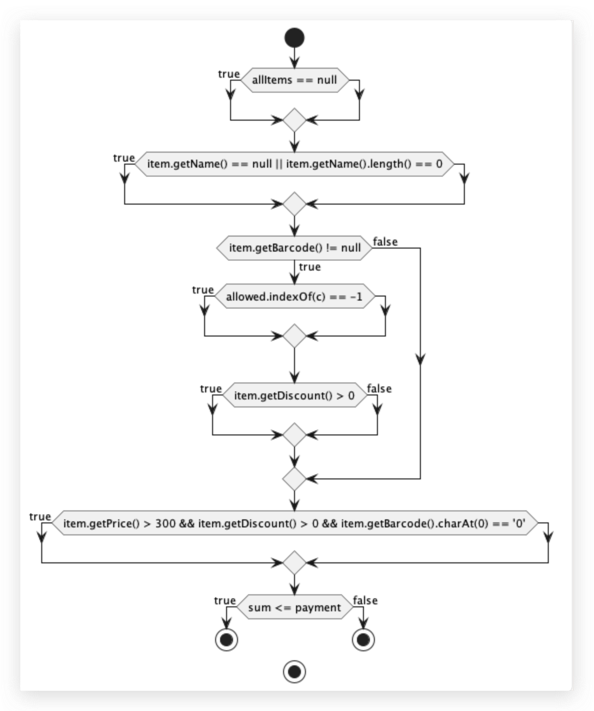 true
allItems == null
true
item.getName() == null || item.getName().length() == 0
item.getBarcode() != null
false
true
true
allowed.indexOf(c) == -1
true
item.getDiscount() > 0
false
true
item.getPrice() > 300 && item.getDiscount() > 0 && item.getBarcode().charAt(0) == '0'
true
sum <= payment
false